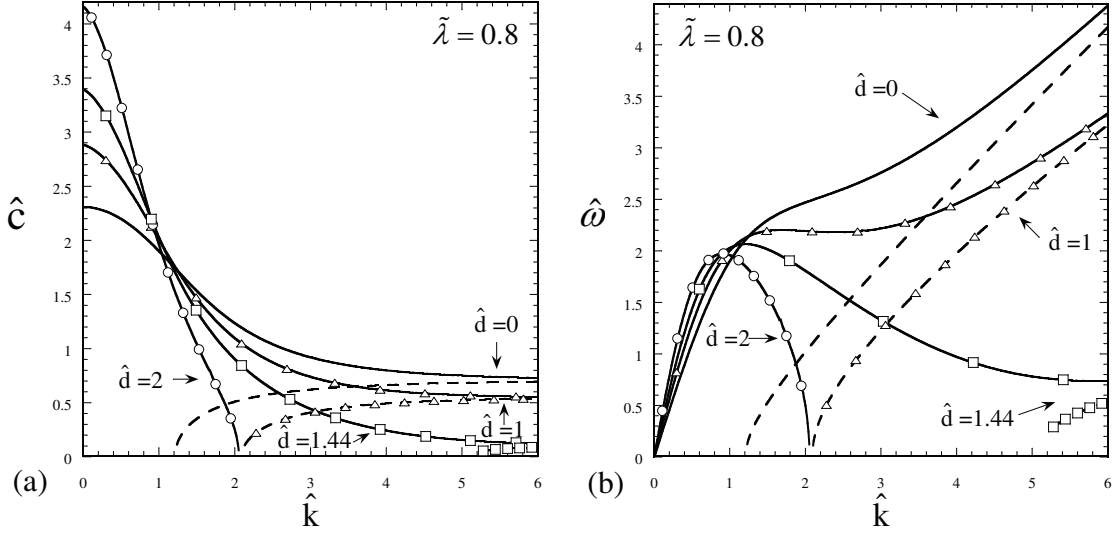 4
3.5
3
2.5
2
1.5
1
0.5
0
ĉ
λ̃ = 0.8
d̂ =0
d̂ =2
d̂ =1.44
d̂ =1
0 1 2 3 4 5 6
k̂
(a)
4
3.5
3
2.5
2
1.5
1
0.5
0
ω̂
λ̃ = 0.8
d̂ =0
d̂ =1
d̂ =2
d̂ =1.44
0 1 2 3 4 5 6
k̂
(b)